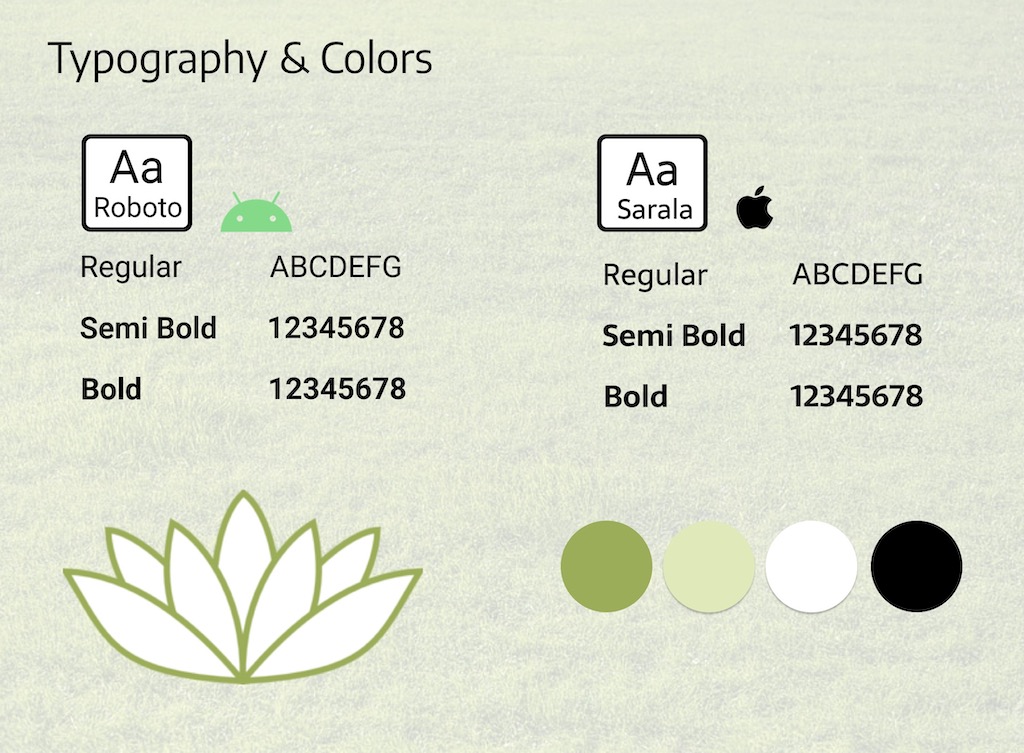 Typography & Colors
Aa
Roboto
Regular ABCDEFG
Semi Bold 12345678
Bold 12345678
Aa
Sarala
Regular ABCDEFG
Semi Bold 12345678
Bold 12345678